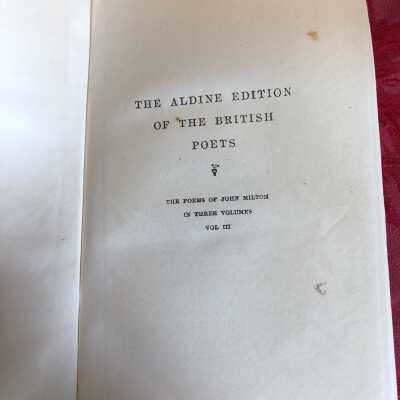 THE ALDINE EDITION
OF THE BRITISH
POETS
THE POEMS OF JOHN MILTON
IN THREE VOLUMES
VOL III